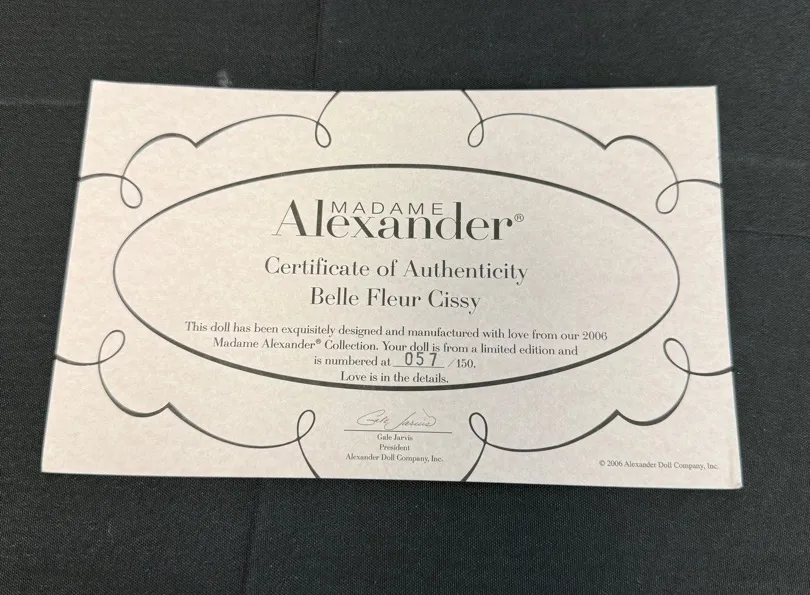 MADAME
Alexander®
Certificate of Authenticity
Belle Fleur Cissy
This doll has been exquisitely designed and manufactured with love from our 2006
Madame Alexander® Collection. Your doll is from a limited edition and
is numbered at 057 /150.
Love is in the details.
Gale Jarvis
Gale Jarvis
President
Alexander Doll Company, Inc.
© 2006 Alexander Doll Company, Inc.